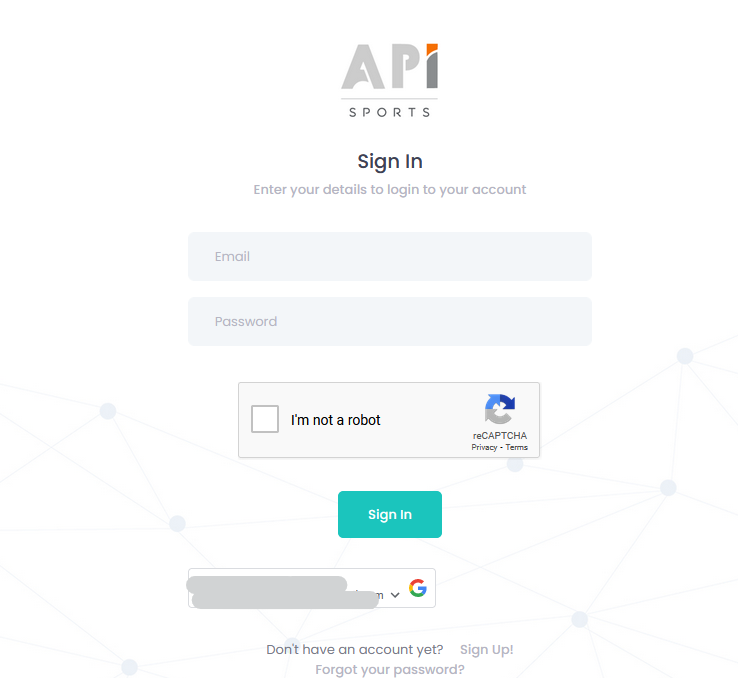 API
SPORTS
Sign In
Enter your details to login to your account
Email
Password
I'm not a robot
reCAPTCHA
Privacy - Terms
Sign In
Don't have an account yet? Sign Up!
Forgot your password?